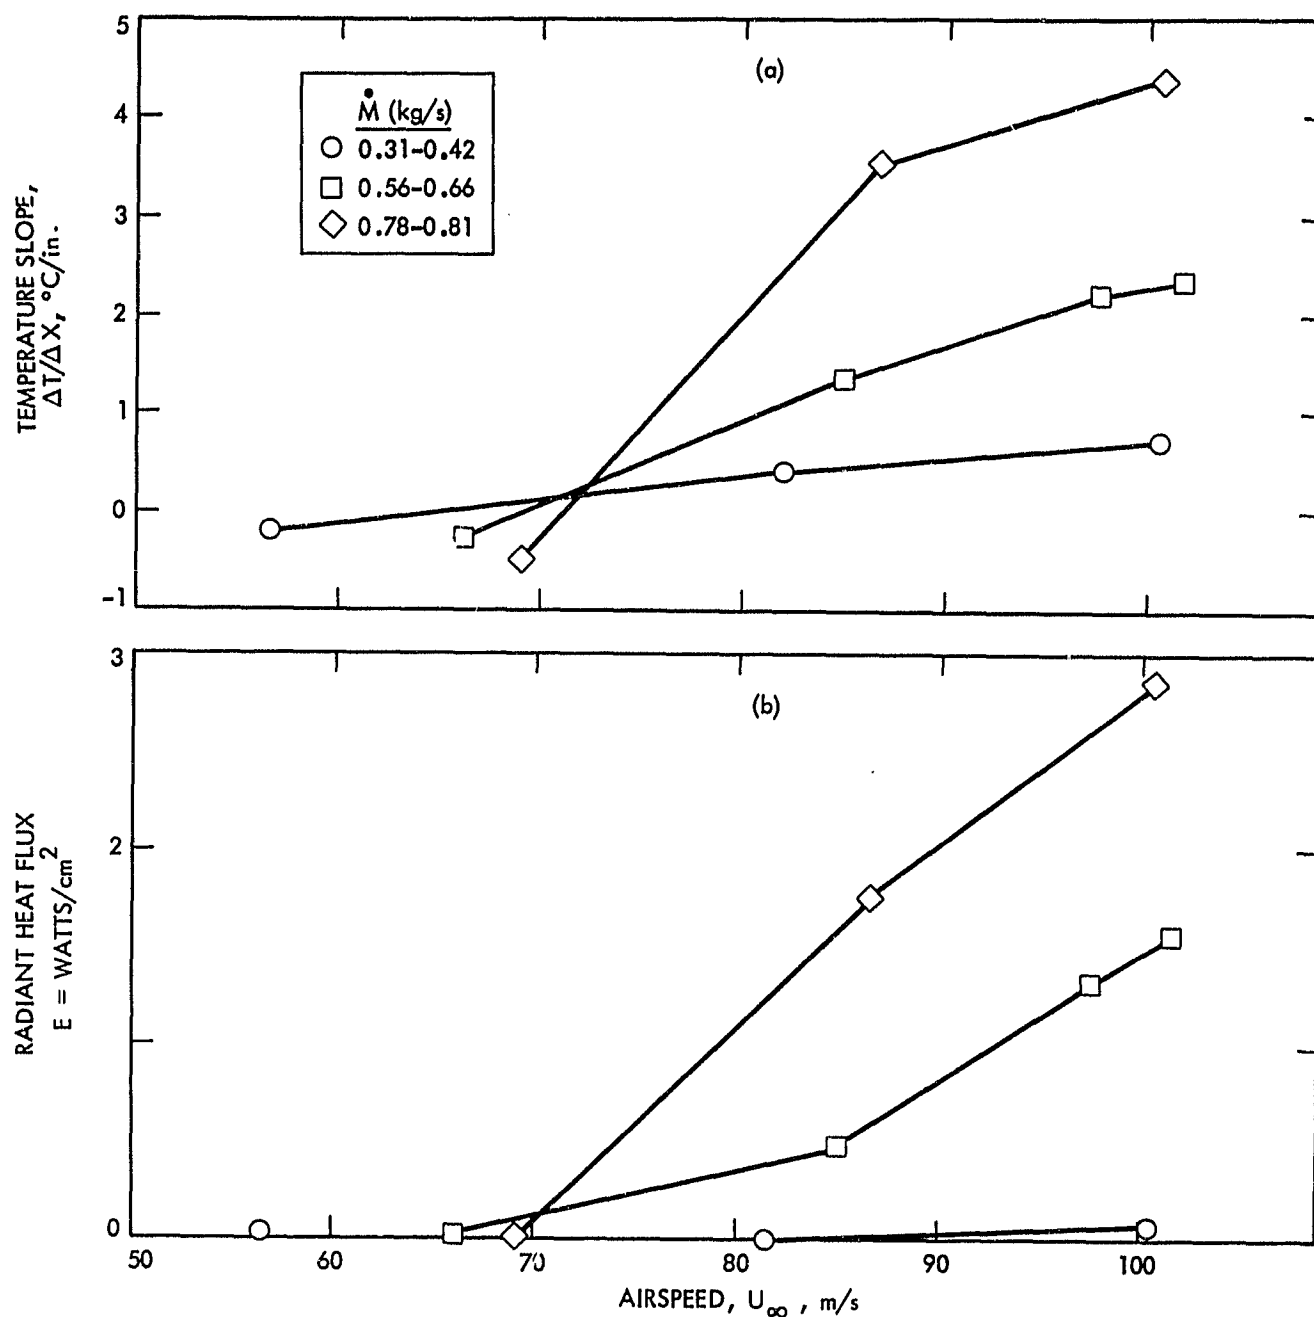 5
4
3
2
1
0
-1
TEMPERATURE SLOPE,
ΔT/ΔX, °C/in.
(a)
Ṁ (kg/s)
0.31-0.42
0.56-0.66
0.78-0.81
3
2
0
RADIANT HEAT FLUX
E = WATTS/cm²
(b)
50 60 70 80 90 100
AIRSPEED, U∞ , m/s